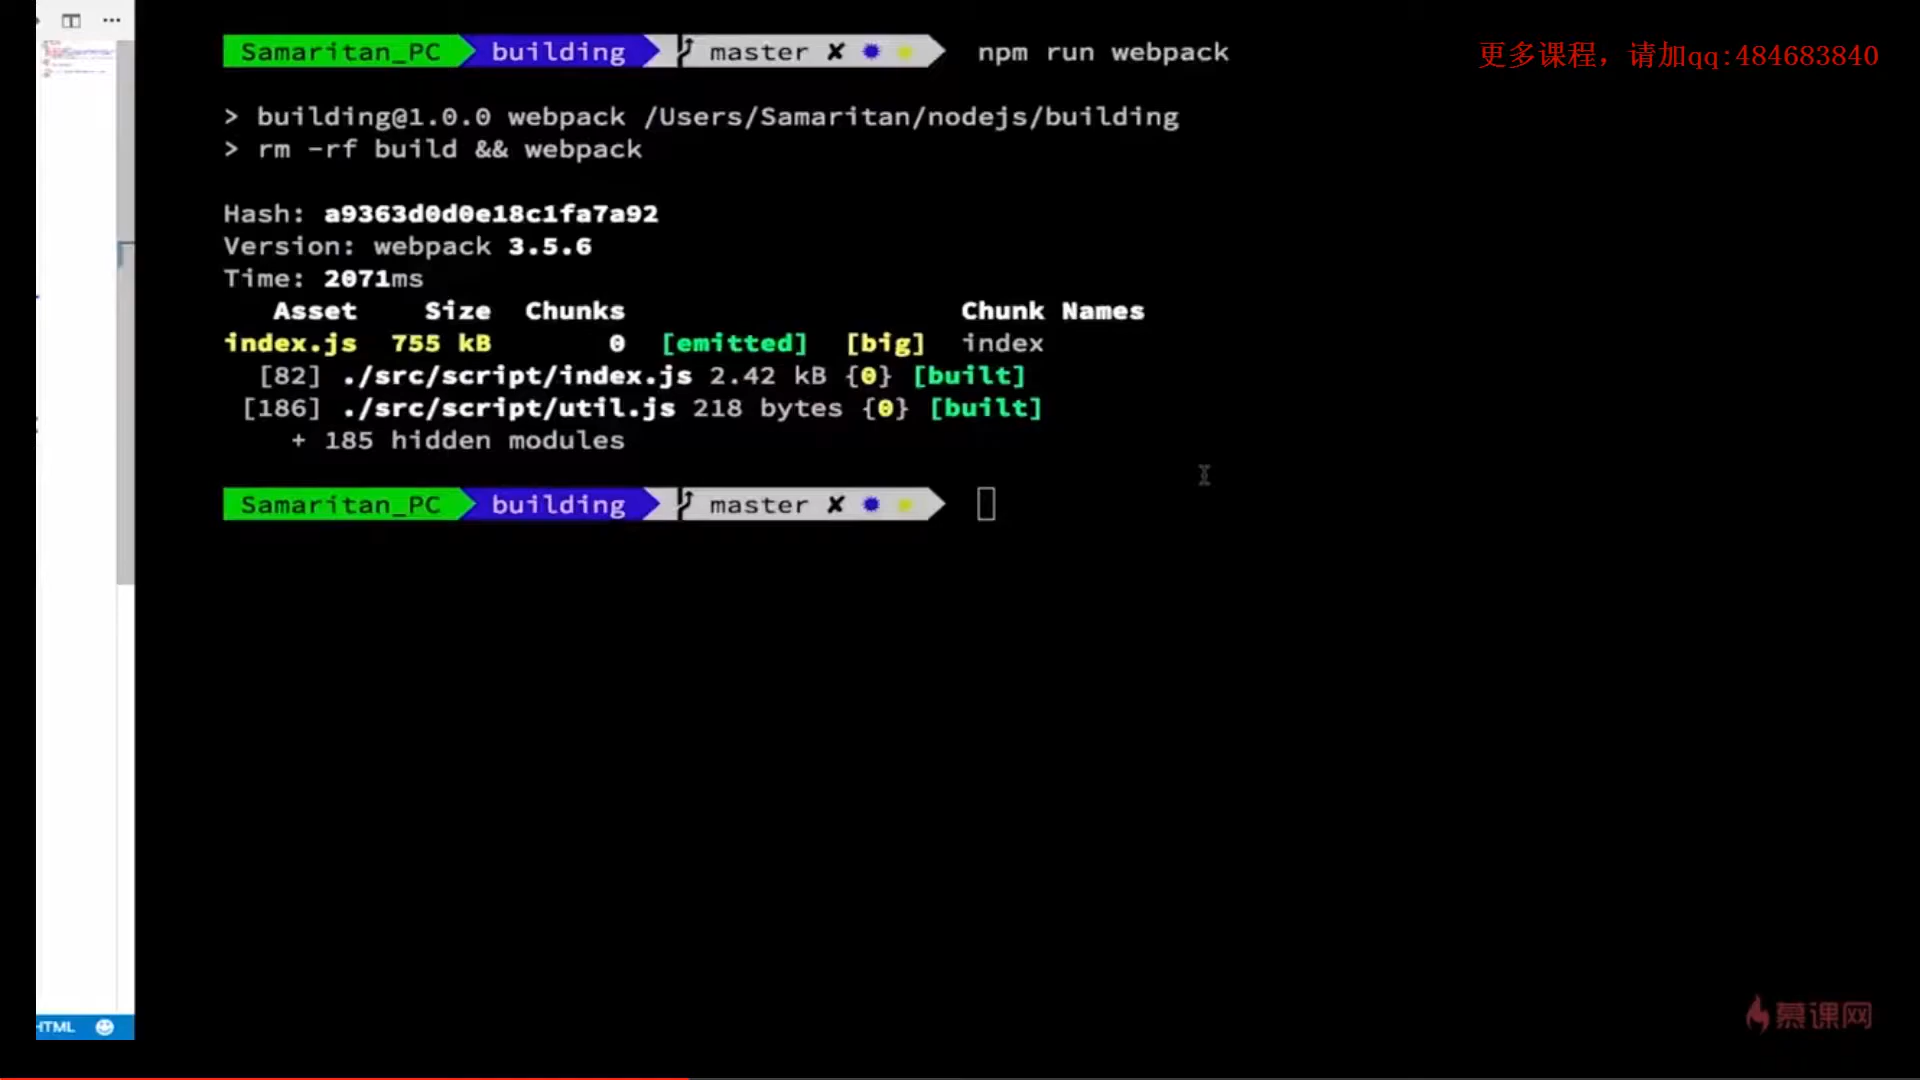 Samaritan_PC building master ✘ npm run webpack
更多课程，请加qq:484683840
> building@1.0.0 webpack /Users/Samaritan/nodejs/building
> rm -rf build && webpack
Hash: a9363d0d0e18c1fa7a92
Version: webpack 3.5.6
Time: 2071ms
Asset Size Chunks Chunk Names
index.js 755 kB 0 [emitted] [big] index
[82] ./src/script/index.js 2.42 kB {0} [built]
[186] ./src/script/util.js 218 bytes {0} [built]
+ 185 hidden modules
Samaritan_PC building master ✘
慕课网
HTML